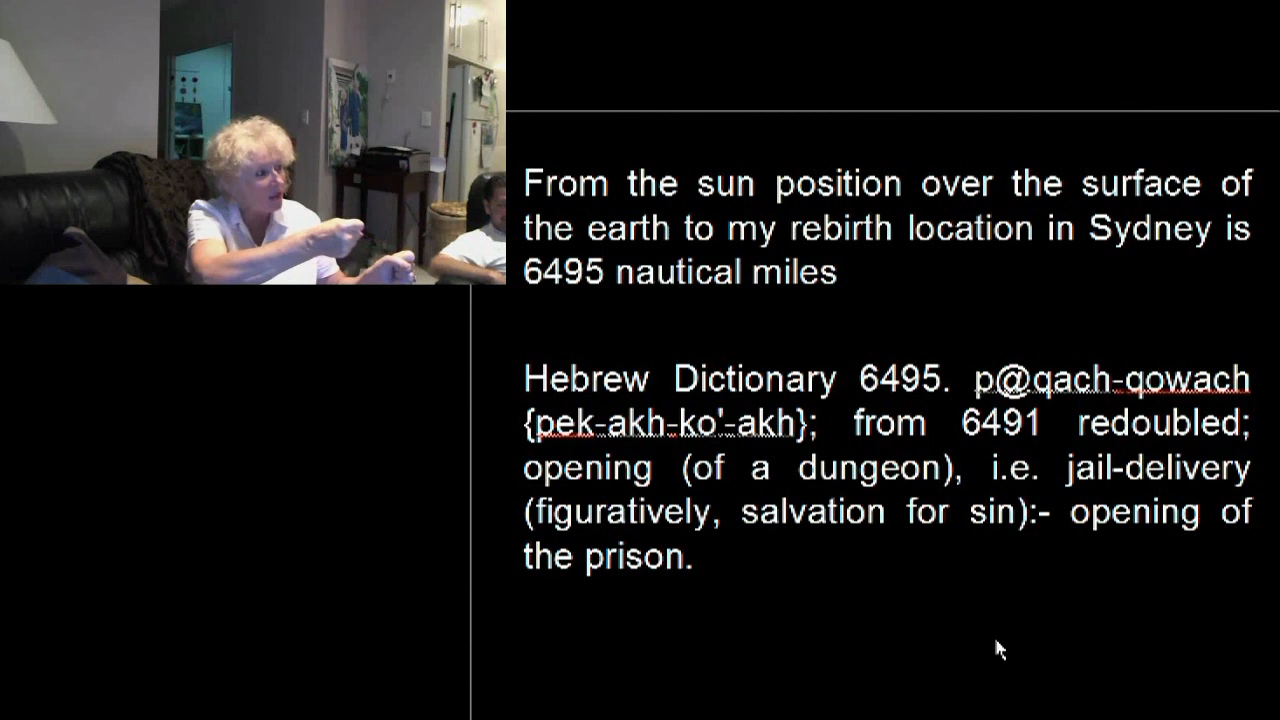 From the sun position over the surface of
the earth to my rebirth location in Sydney is
6495 nautical miles
Hebrew Dictionary 6495. p@qach-qowach
{pek-akh-ko'-akh}; from 6491 redoubled;
opening (of a dungeon), i.e. jail-delivery
(figuratively, salvation for sin):- opening of
the prison.